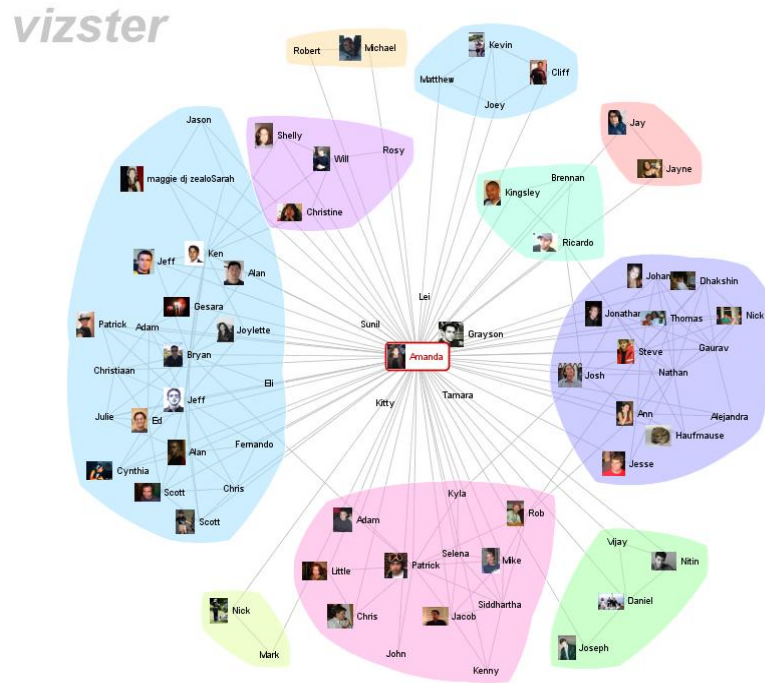 vizster
Robert
Michael
Kevin
Matthew
Cliff
Joey
Jason
Shelly
Will
Rosy
Christine
Jay
Jayne
maggie dj zealoSarah
Brennan
Kingsley
Ricardo
Ken
Jeff
Alan
Gesara
Patrick
Adam
Joylette
Bryan
Christiaan
Jeff
Eli
Julie
Ed
Fernando
Alan
Cynthia
Scott
Chris
Scott
Lei
Sunil
Grayson
Amanda
Kitty
Tamara
Johan
Dhakshin
Jonathan
Thomas
Nick
Gaurav
Steve
Nathan
Josh
Ann
Alejandra
Haufmause
Jesse
Kyla
Adam
Rob
Selena
Mike
Little
Patrick
Siddhartha
Chris
Jacob
John
Kenny
Vijay
Nitin
Daniel
Joseph
Nick
Mark